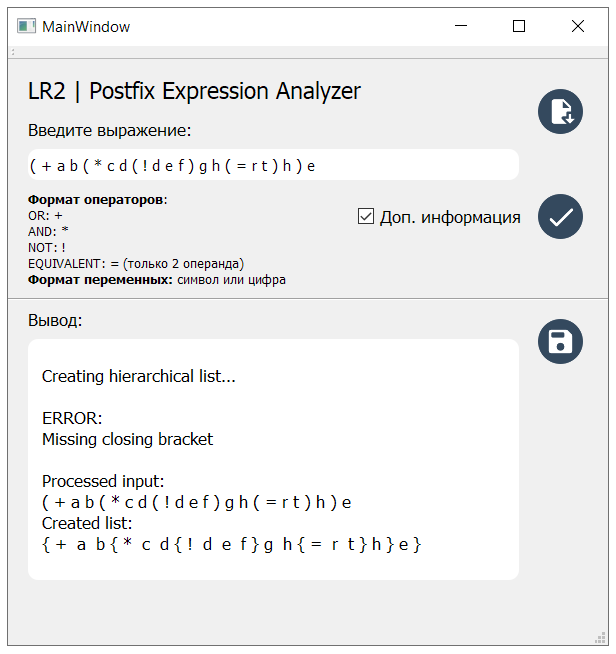 MainWindow
LR2 | Postfix Expression Analyzer
Введите выражение:
( + a b ( * c d ( ! d e f ) g h ( = r t ) h ) e
Формат операторов:
OR: +
AND: *
NOT: !
EQUIVALENT: = (только 2 операнда)
Формат переменных: символ или цифра
Доп. информация
Вывод:
Creating hierarchical list...
ERROR:
Missing closing bracket
Processed input:
( + a b ( * c d ( ! d e f ) g h ( = r t ) h ) e
Created list:
{ + a b { * c d { ! d e f } g h { = r t } h } e }